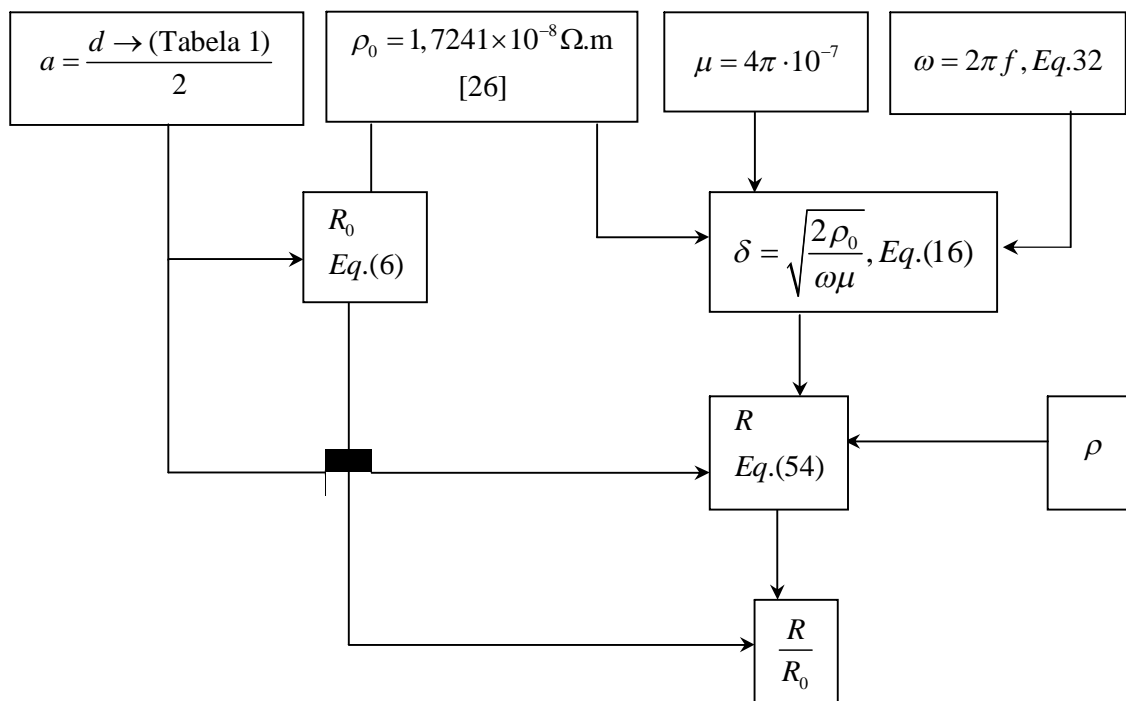 a = d → (Tabela 1) / 2
ρ₀ = 1,7241×10⁻⁸ Ω.m
[26]
μ = 4π · 10⁻⁷
ω = 2π f, Eq.32
R₀
Eq.(6)
δ = √(2ρ₀ / ωμ), Eq.(16)
R
Eq.(54)
ρ
R / R₀